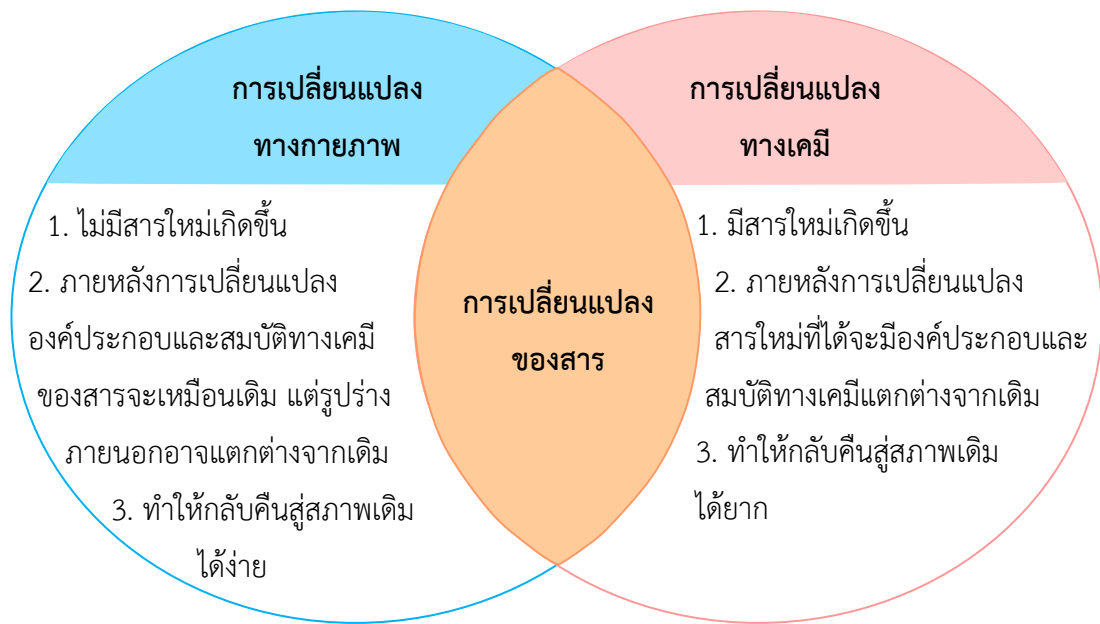 การเปลี่ยนแปลง
ทางกายภาพ
1. ไม่มีสารใหม่เกิดขึ้น
2. ภายหลังการเปลี่ยนแปลง
องค์ประกอบและสมบัติทางเคมี
ของสารจะเหมือนเดิม แต่รูปร่าง
ภายนอกอาจแตกต่างจากเดิม
3. ทำให้กลับคืนสู่สภาพเดิม
ได้ง่าย
การเปลี่ยนแปลง
ของสาร
การเปลี่ยนแปลง
ทางเคมี
1. มีสารใหม่เกิดขึ้น
2. ภายหลังการเปลี่ยนแปลง
สารใหม่ที่ได้จะมีองค์ประกอบและ
สมบัติทางเคมีแตกต่างจากเดิม
3. ทำให้กลับคืนสู่สภาพเดิม
ได้ยาก